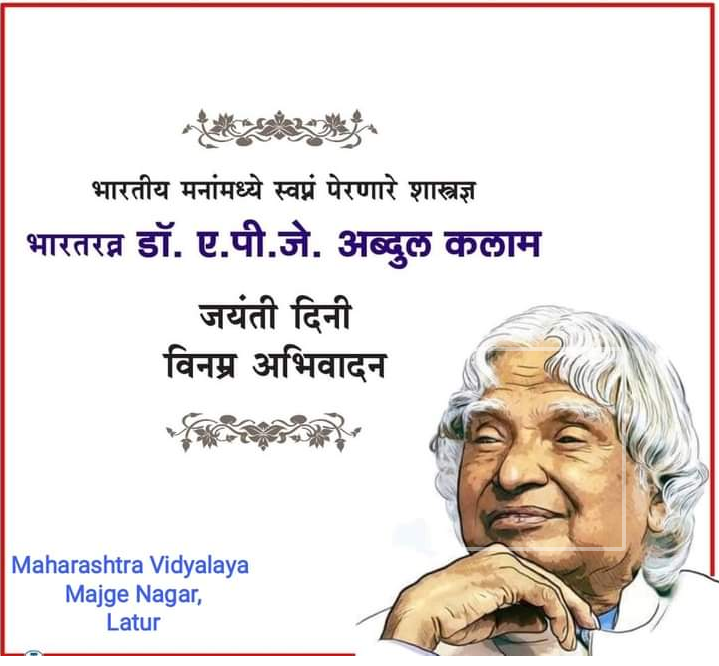 भारतीय मनांमध्ये स्वप्नं पेरणारे शास्त्रज्ञ
भारतरत्न डॉ. ए.पी.जे. अब्दुल कलाम
जयंती दिनी
विनम्र अभिवादन
Maharashtra Vidyalaya
Majge Nagar,
Latur